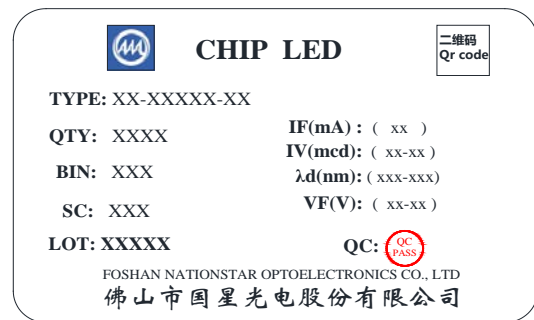 CHIP LED
二维码
Qr code
TYPE: XX-XXXXX-XX
QTY: XXXX
IF(mA) : ( xx )
IV(mcd): ( xx-xx )
BIN: XXX
λd(nm): ( xxx-xxx)
SC: XXX
VF(V): ( xx-xx )
LOT: XXXXX
QC:
QC
PASS
FOSHAN NATIONSTAR OPTOELECTRONICS CO., LTD
佛山市国星光电股份有限公司